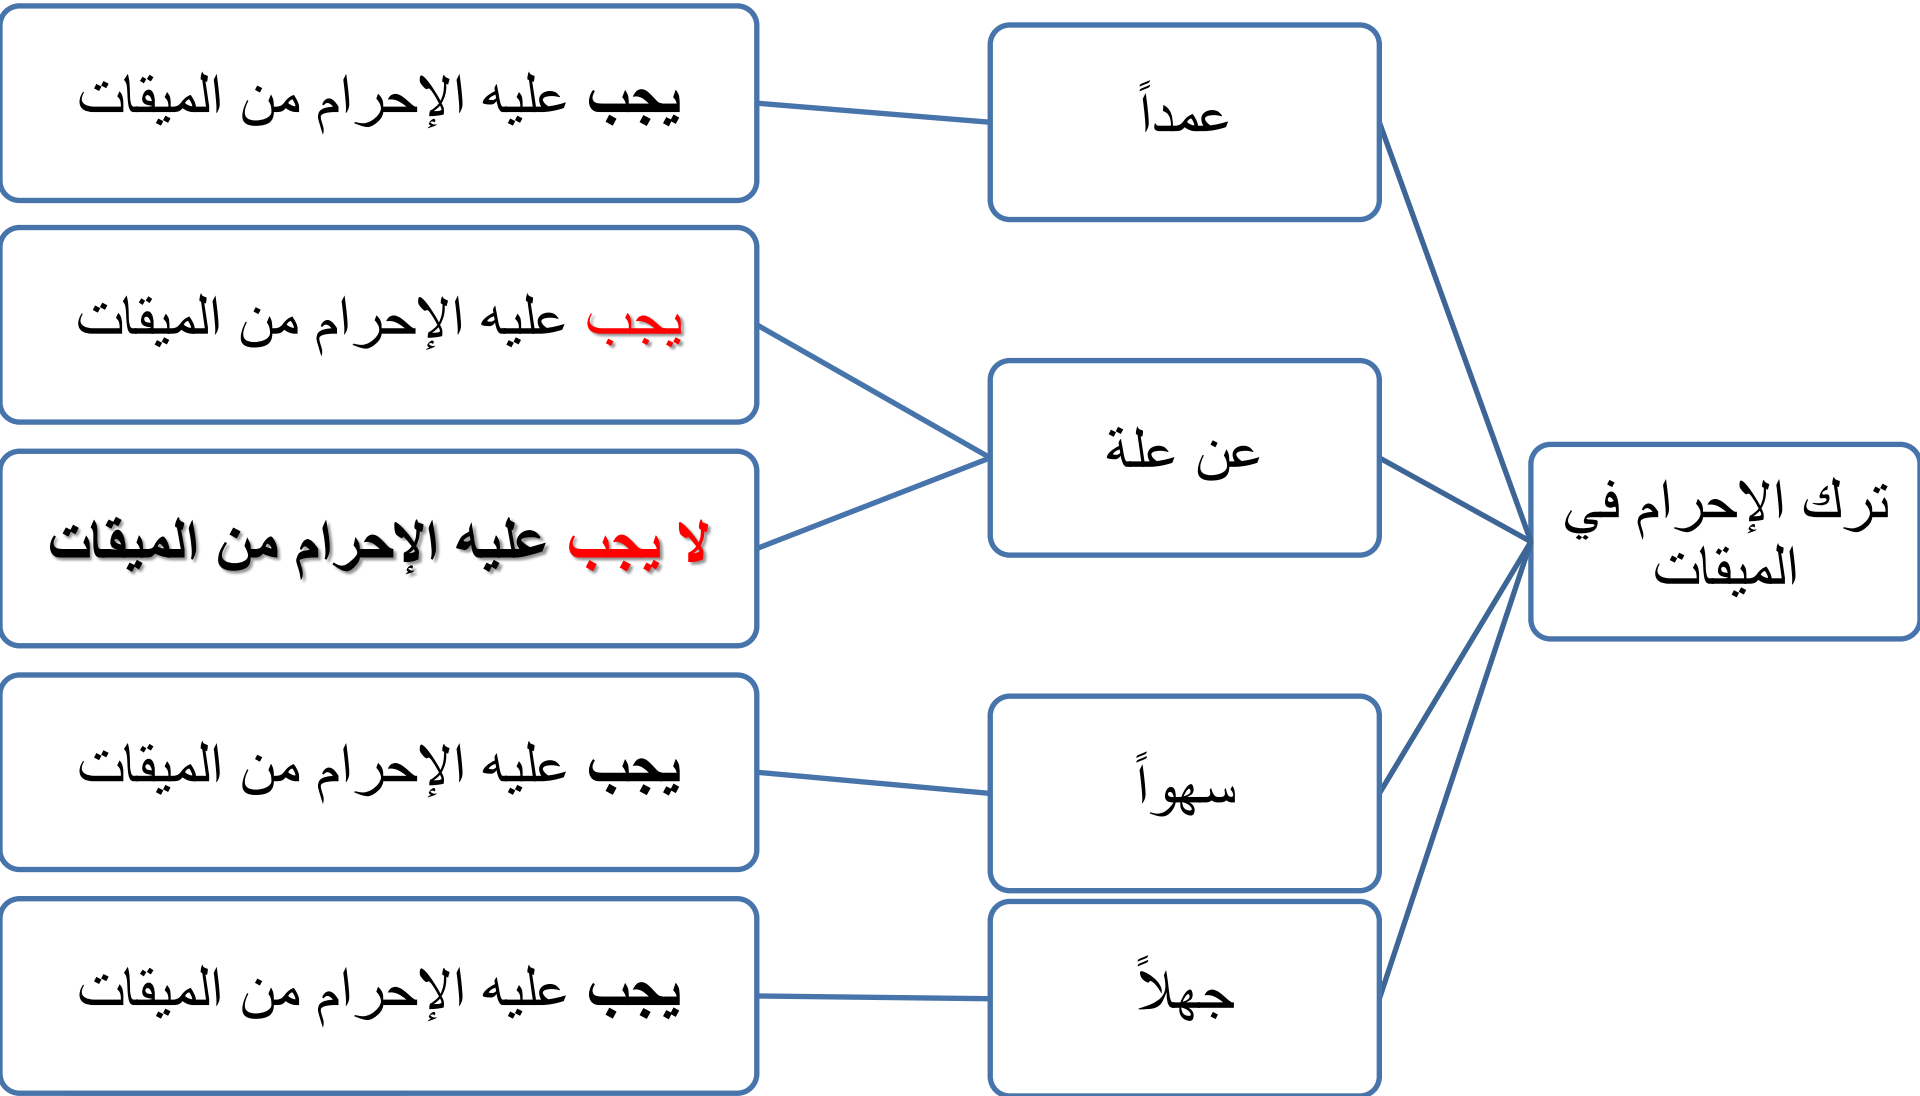 ترك الإحرام في
الميقات
عمداً
يجب عليه الإحرام من الميقات
عن علة
يجب عليه الإحرام من الميقات
لا يجب عليه الإحرام من الميقات
سهواً
يجب عليه الإحرام من الميقات
جهلاً
يجب عليه الإحرام من الميقات